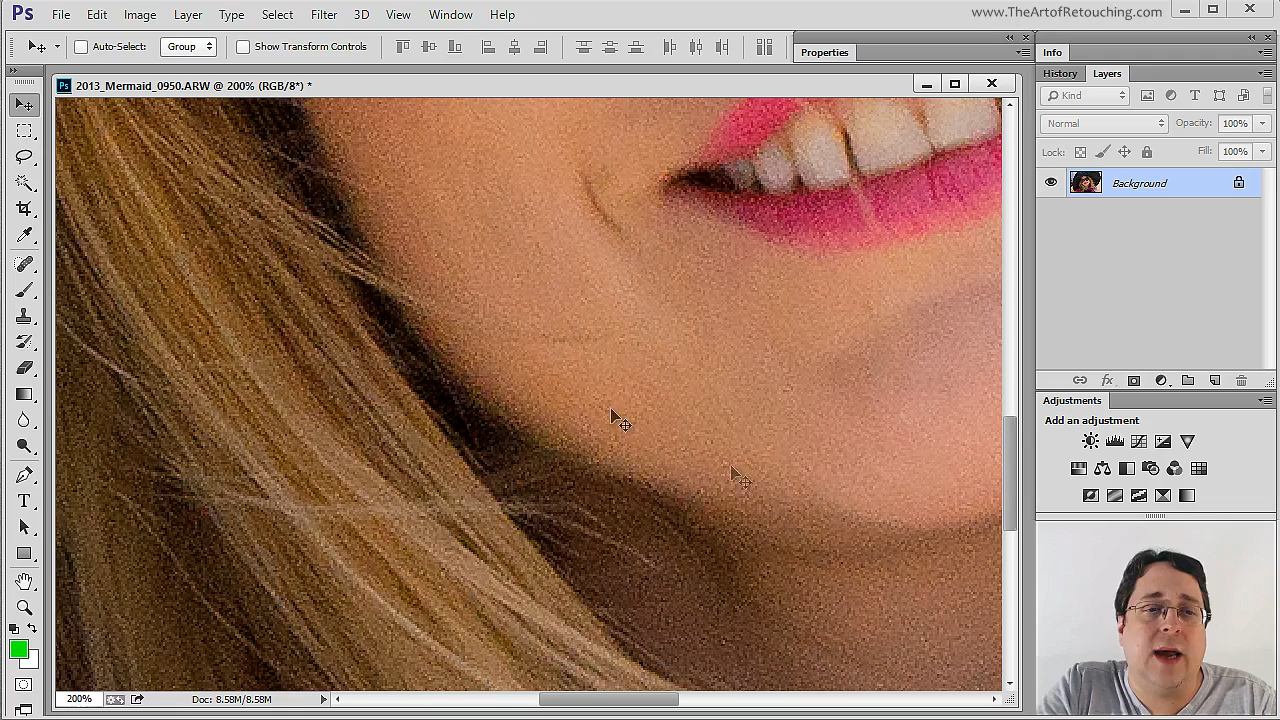 Ps File Edit Image Layer Type Select Filter 3D View Window Help
www.TheArtofRetouching.com
Auto-Select: Group Show Transform Controls
Properties
Info
2013_Mermaid_0950.ARW @ 200% (RGB/8*) *
History Layers
Kind
Normal Opacity: 100%
Lock: Fill: 100%
Background
fx
Adjustments
Add an adjustment
T
200% Doc: 8.58M/8.58M